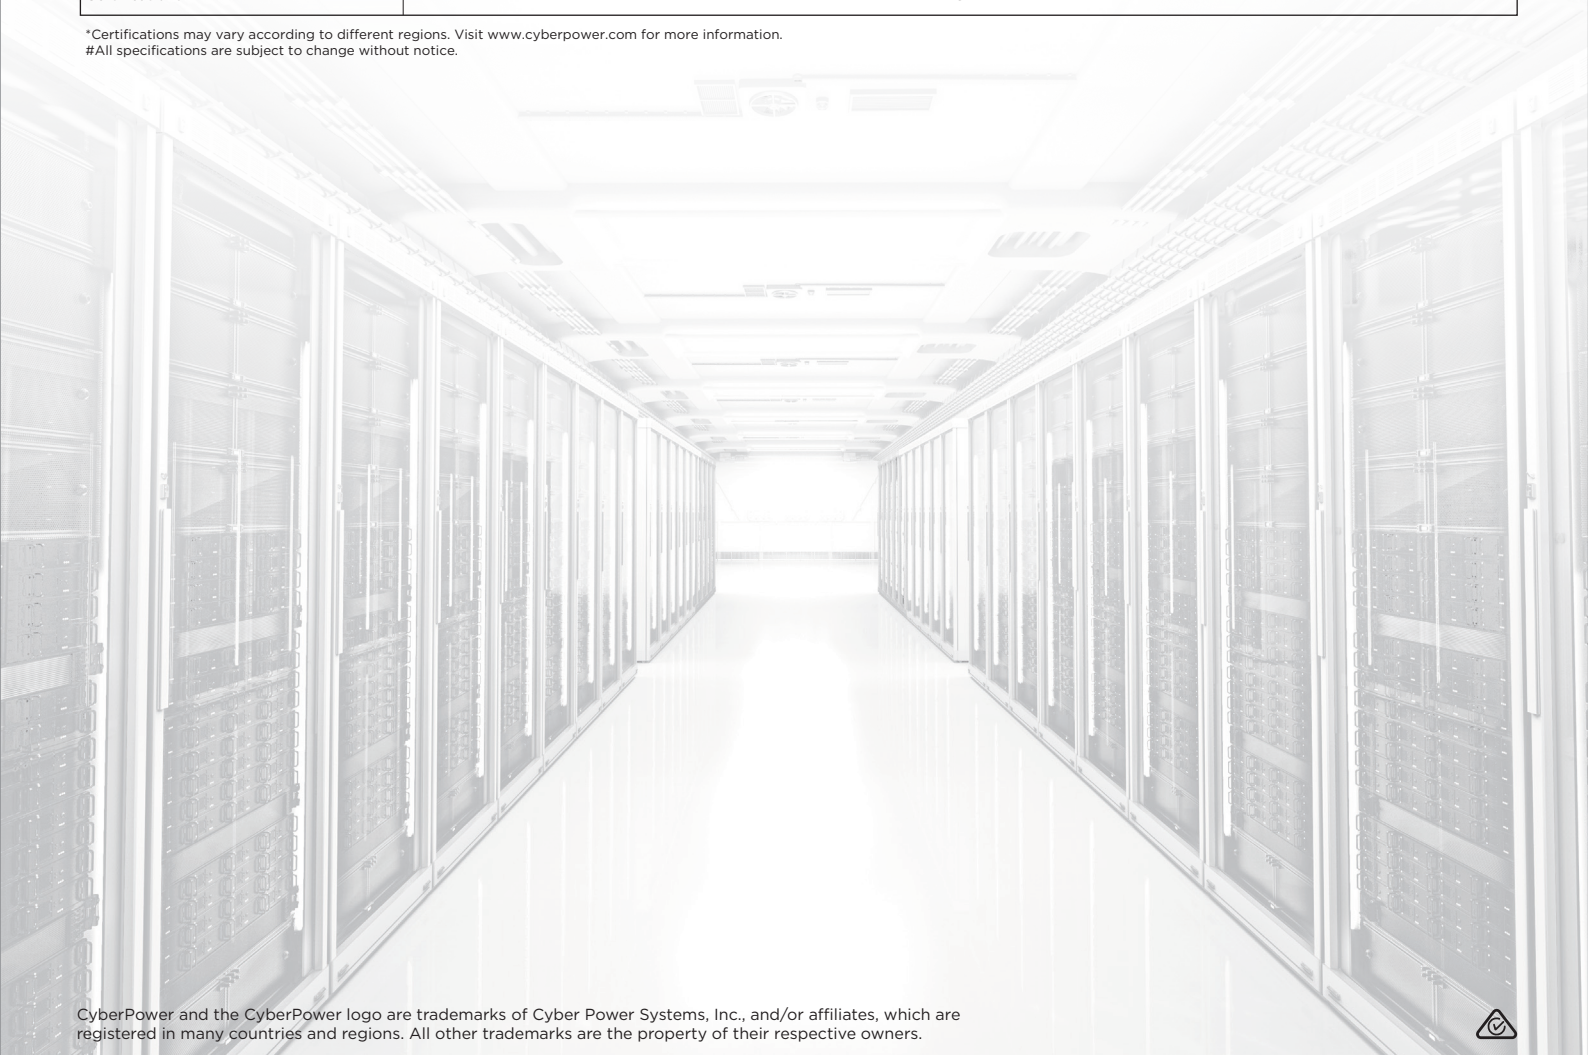 *Certifications may vary according to different regions. Visit www.cyberpower.com for more information.
#All specifications are subject to change without notice.
CyberPower and the CyberPower logo are trademarks of Cyber Power Systems, Inc., and/or affiliates, which are
registered in many countries and regions. All other trademarks are the property of their respective owners.